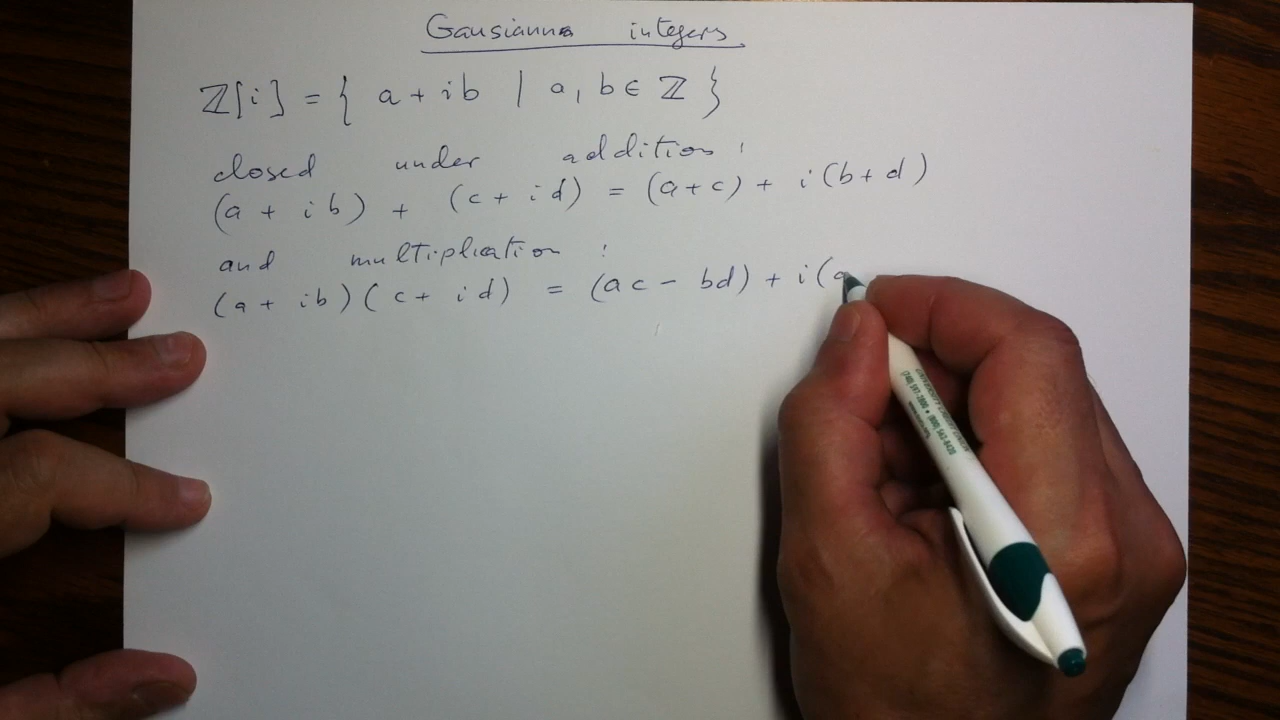 Gausianna integers
ℤ[i] = { a + ib | a, b ∈ ℤ }
closed under addition :
(a + ib) + (c + id) = (a+c) + i(b+d)
and multiplication :
(a + ib)(c + id) = (ac - bd) + i(a